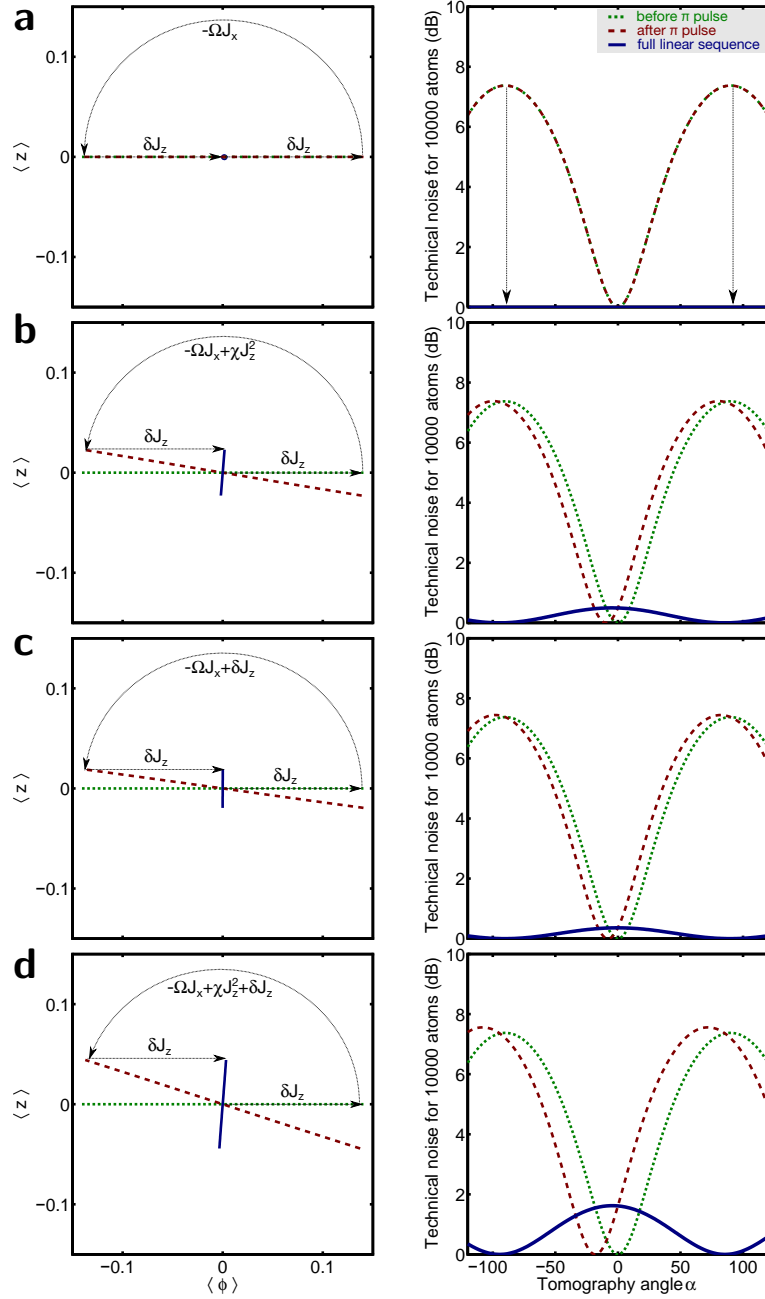 a
0.1
0
−0.1
⟨ z ⟩
-ΩJx
δJz
δJz
10
8
6
4
2
0
Technical noise for 10000 atoms (dB)
before π pulse
after π pulse
full linear sequence
b
0.1
0
−0.1
⟨ z ⟩
-ΩJx+χJz²
δJz
δJz
10
8
6
4
2
0
Technical noise for 10000 atoms (dB)
c
0.1
0
−0.1
⟨ z ⟩
-ΩJx+δJz
δJz
δJz
10
8
6
4
2
0
Technical noise for 10000 atoms (dB)
d
0.1
0
−0.1
⟨ z ⟩
-ΩJx+χJz²+δJz
δJz
δJz
−0.1
0
0.1
⟨ ϕ ⟩
10
8
6
4
2
0
Technical noise for 10000 atoms (dB)
−100
−50
0
50
100
Tomography angle α